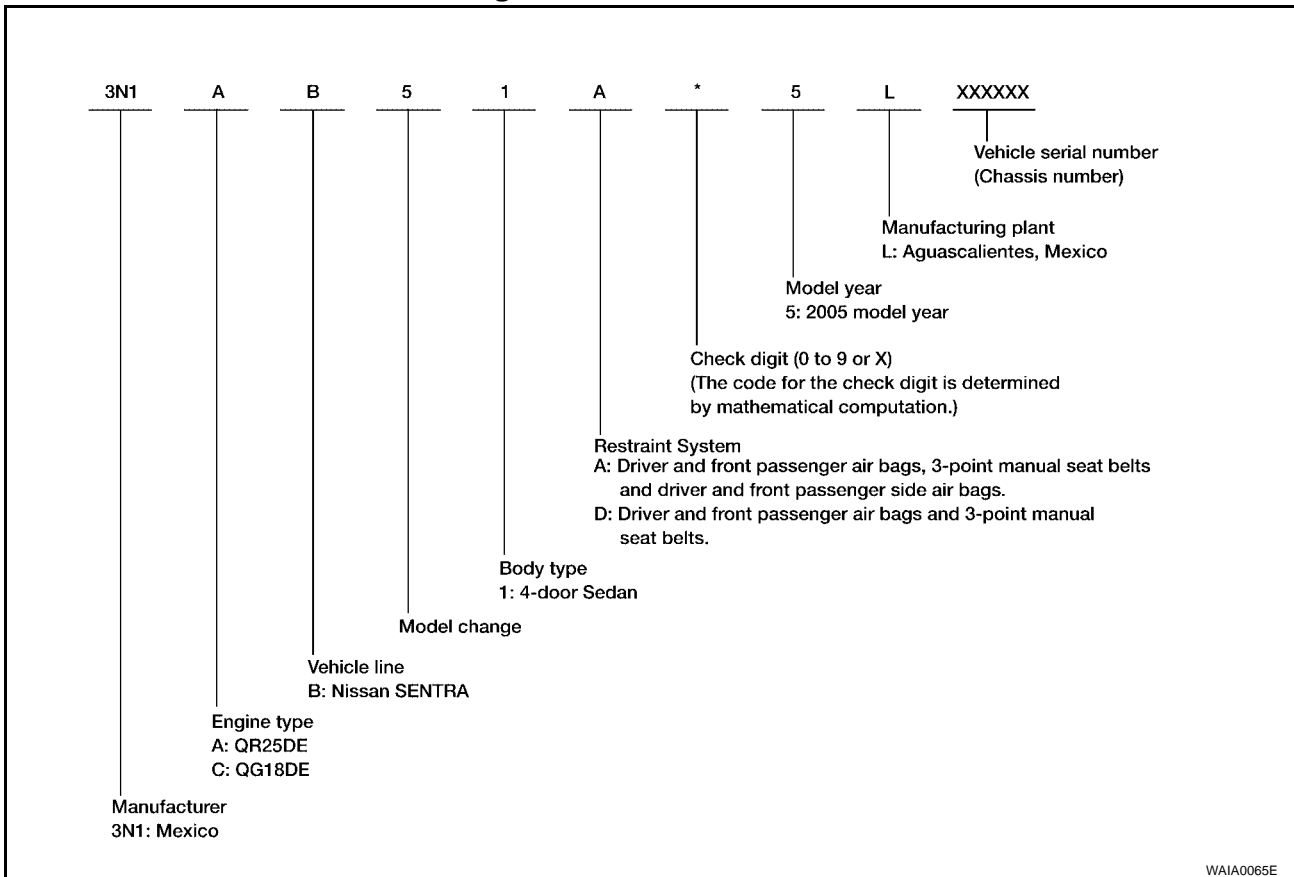 3N1 A B 5 1 A * 5 L XXXXXX
Vehicle serial number
(Chassis number)
Manufacturing plant
L: Aguascalientes, Mexico
Model year
5: 2005 model year
Check digit (0 to 9 or X)
(The code for the check digit is determined
by mathematical computation.)
Restraint System
A: Driver and front passenger air bags, 3-point manual seat belts
and driver and front passenger side air bags.
D: Driver and front passenger air bags and 3-point manual
seat belts.
Body type
1: 4-door Sedan
Model change
Vehicle line
B: Nissan SENTRA
Engine type
A: QR25DE
C: QG18DE
Manufacturer
3N1: Mexico
WAIA0065E